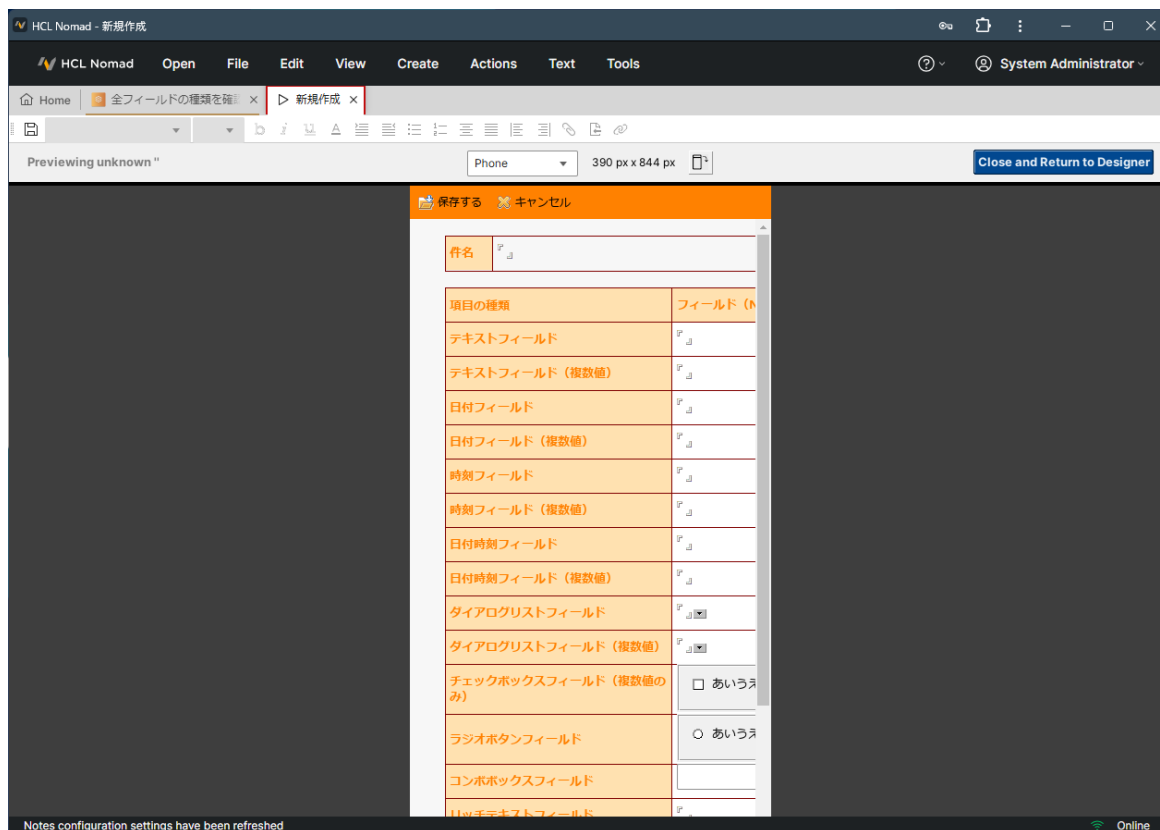 HCL Nomad - 新規作成
HCL Nomad Open File Edit View Create Actions Text Tools System Administrator
Home 全フィールドの種類を確 新規作成
Previewing unknown " Phone 390 px x 844 px Close and Return to Designer
保存する キャンセル
件名
項目の種類 フィールド（N
テキストフィールド
テキストフィールド（複数値）
日付フィールド
日付フィールド（複数値）
時刻フィールド
時刻フィールド（複数値）
日付時刻フィールド
日付時刻フィールド（複数値）
ダイアログリストフィールド
ダイアログリストフィールド（複数値）
チェックボックスフィールド（複数値の あいうえ
み）
ラジオボタンフィールド あいうえ
コンボボックスフィールド
リッチテキストフィールド
Notes configuration settings have been refreshed Online